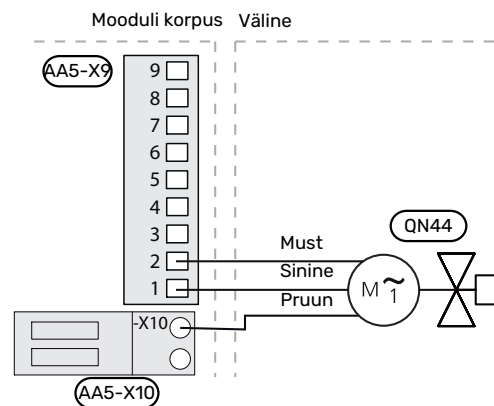 Mooduli korpus
Väline
AA5-X9
9
8
7
6
5
4
3
2
1
Must
Sinine
Pruun
QN44
M ~ 1
-X10
AA5-X10